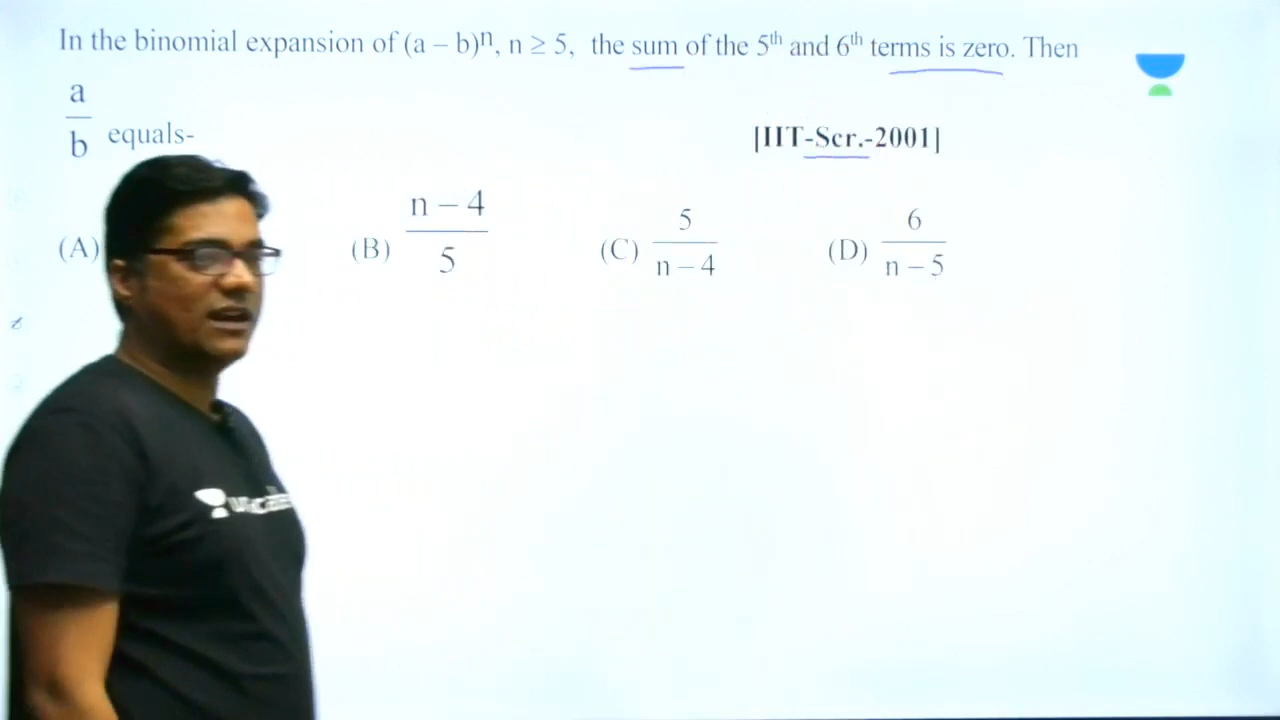 In the binomial expansion of (a – b)ⁿ, n ≥ 5, the sum of the 5th and 6th terms is zero. Then
a/b equals-
[IIT-Scr.-2001]
(A) (B) (n – 4)/5 (C) 5/(n – 4) (D) 6/(n – 5)